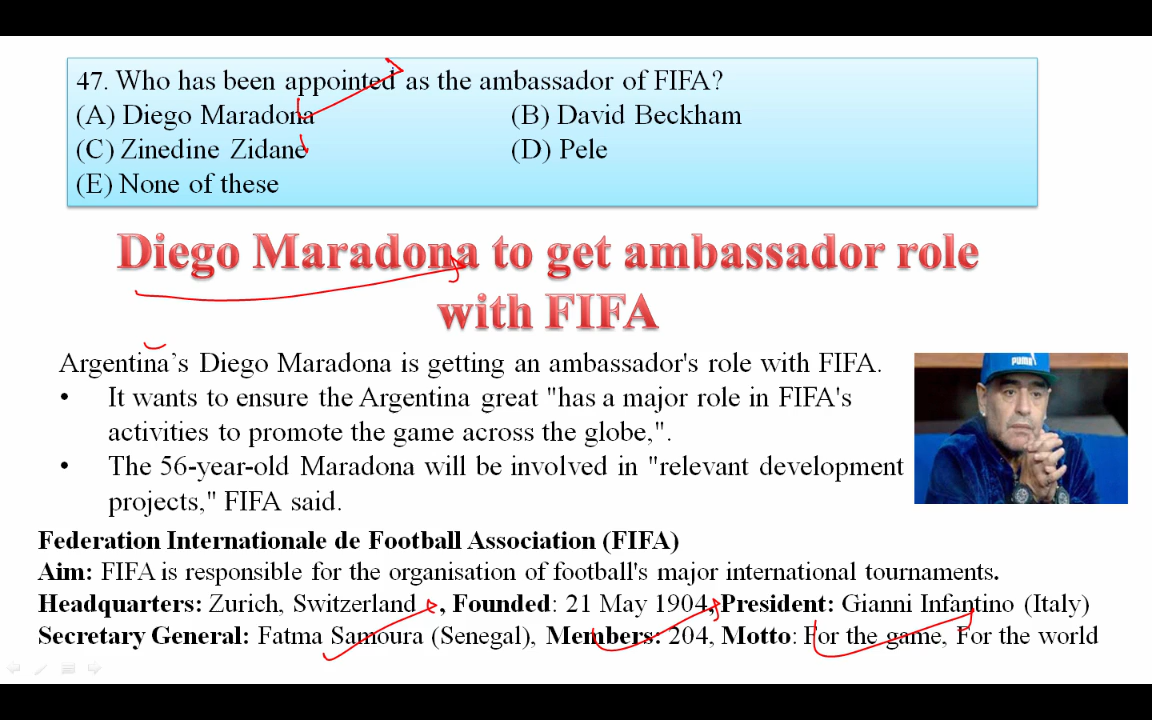 47. Who has been appointed as the ambassador of FIFA?
(A) Diego Maradona (B) David Beckham
(C) Zinedine Zidane (D) Pele
(E) None of these
Diego Maradona to get ambassador role
with FIFA
Argentina’s Diego Maradona is getting an ambassador's role with FIFA.
• It wants to ensure the Argentina great "has a major role in FIFA's
activities to promote the game across the globe,".
• The 56-year-old Maradona will be involved in "relevant development
projects," FIFA said.
PUMA
Federation Internationale de Football Association (FIFA)
Aim: FIFA is responsible for the organisation of football's major international tournaments.
Headquarters: Zurich, Switzerland , Founded: 21 May 1904, President: Gianni Infantino (Italy)
Secretary General: Fatma Samoura (Senegal), Members: 204, Motto: For the game, For the world